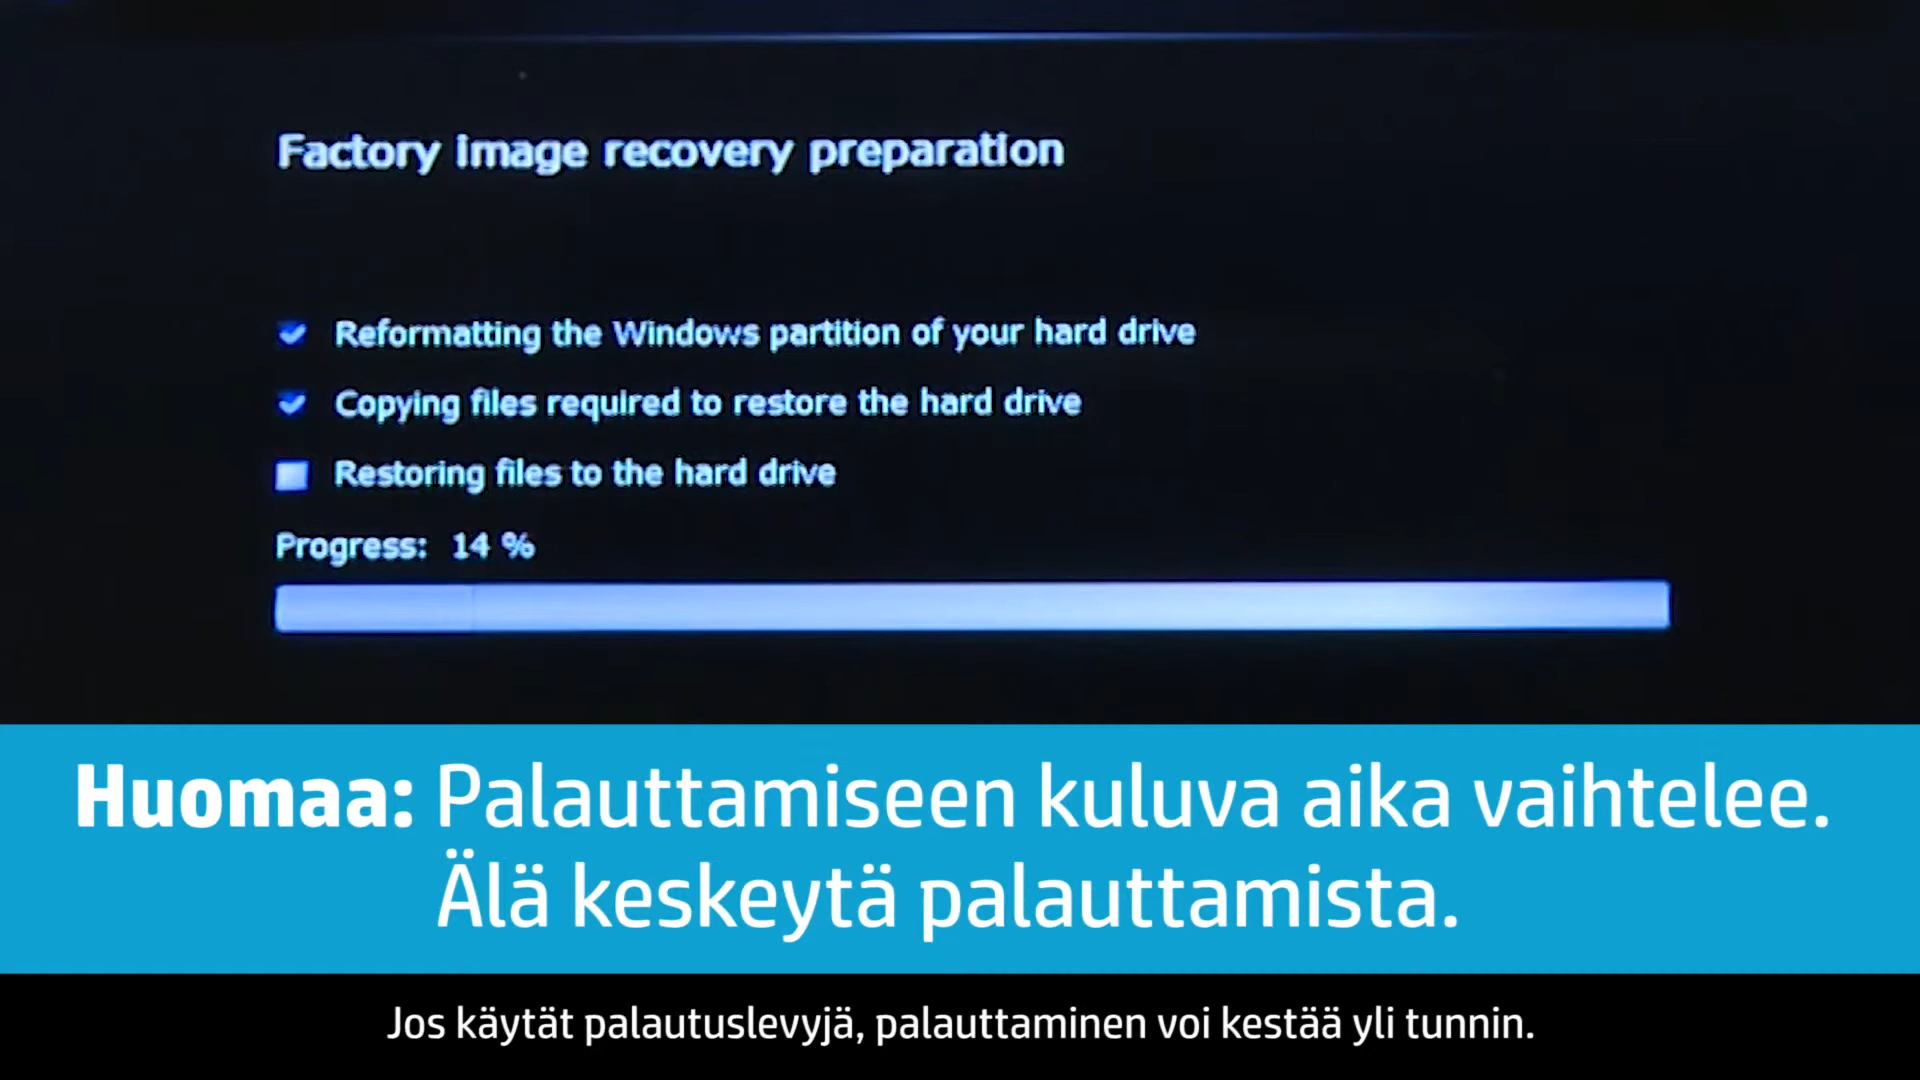 Factory image recovery preparation
Reformatting the Windows partition of your hard drive
Copying files required to restore the hard drive
Restoring files to the hard drive
Progress: 14 %
Huomaa: Palauttamiseen kuluva aika vaihtelee.
Älä keskeytä palauttamista.
Jos käytät palautuslevyjä, palauttaminen voi kestää yli tunnin.